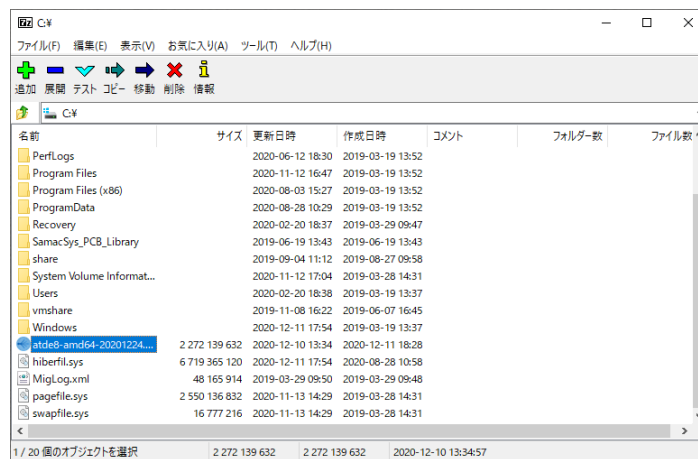 C:¥
ファイル(F) 編集(E) 表示(V) お気に入り(A) ツール(T) ヘルプ(H)
追加 展開 テスト コピー 移動 削除 情報
C:¥
名前 サイズ 更新日時 作成日時 コメント フォルダー数 ファイル数
PerfLogs 2020-06-12 18:30 2019-03-19 13:52
Program Files 2020-11-12 16:47 2019-03-19 13:52
Program Files (x86) 2020-08-03 15:27 2019-03-19 13:52
ProgramData 2020-08-28 10:29 2019-03-19 13:52
Recovery 2020-02-20 18:37 2019-03-29 09:47
SamacSys_PCB_Library 2019-06-19 13:43 2019-06-19 13:43
share 2019-09-04 11:12 2019-08-27 09:58
System Volume Informat... 2020-11-12 17:04 2019-03-28 14:31
Users 2020-02-20 18:38 2019-03-19 13:37
vmshare 2019-11-08 16:22 2019-06-07 16:45
Windows 2020-12-11 17:54 2019-03-19 13:37
atde8-amd64-20201224.... 2 272 139 632 2020-12-10 13:34 2020-12-11 18:28
hiberfil.sys 6 719 365 120 2020-12-11 17:54 2020-08-28 10:58
MigLog.xml 48 165 914 2019-03-29 09:50 2019-03-29 09:48
pagefile.sys 2 550 136 832 2020-11-13 14:29 2019-03-28 14:31
swapfile.sys 16 777 216 2020-11-13 14:29 2019-03-28 14:31
1 / 20 個のオブジェクトを選択 2 272 139 632 2 272 139 632 2020-12-10 13:34:57